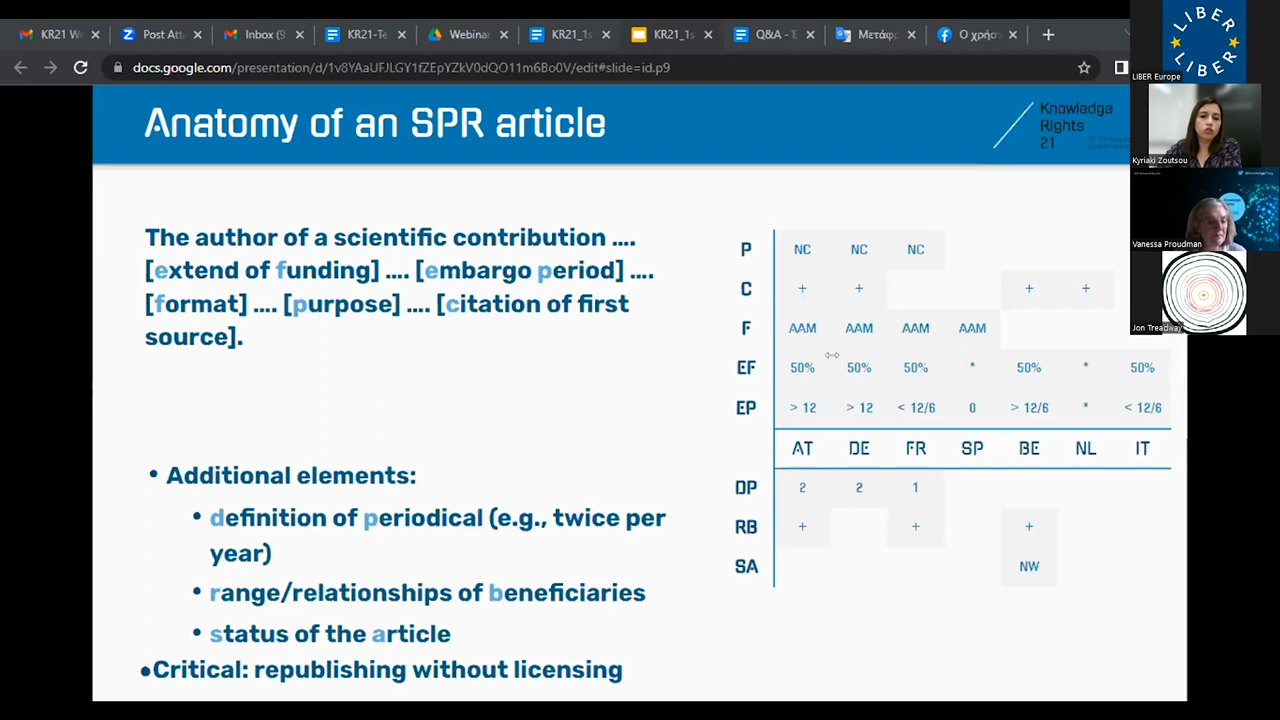 KR21 W
Post Att
Inbox (9
KR21-Te
Webinar
KR21_1s
KR21_1s
Q&A - E
Μετάφρ
Ο χρήστ
docs.google.com/presentation/d/1v8YAaUFJLGY1fZEpYZkV0dQO11m6Bo0V/edit#slide=id.p9
LIBER
LIBER
LIBER Europe
Kyriaki Zoutsou
Vanessa Proudman
Jon Treadway
Anatomy of an SPR article
Knowledge
Rights
21
The author of a scientific contribution ....
[extend of funding] .... [embargo period] ....
[format] .... [purpose] .... [citation of first
source].
• Additional elements:
• definition of periodical (e.g., twice per
year)
• range/relationships of beneficiaries
• status of the article
•Critical: republishing without licensing
P NC NC NC
C + + + +
F AAM AAM AAM AAM
EF 50% 50% 50% * 50% * 50%
EP > 12 > 12 < 12/6 0 > 12/6 * < 12/6
AT DE FR SP BE NL IT
DP 2 2 1
RB + + +
SA NW